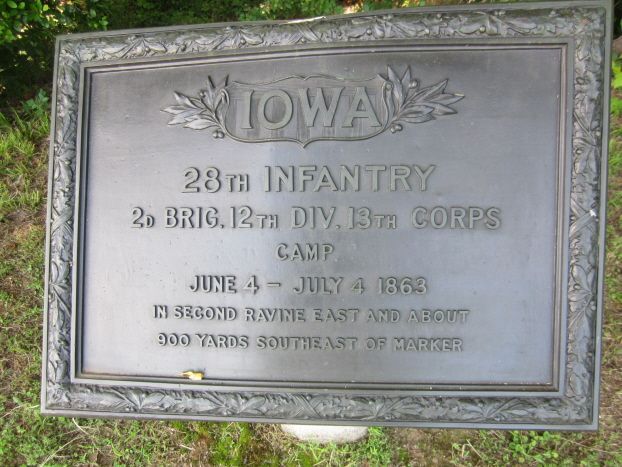 IOWA
28TH INFANTRY
2D BRIG. 12TH DIV. 13TH CORPS
CAMP
JUNE 4 – JULY 4 1863
IN SECOND RAVINE EAST AND ABOUT
900 YARDS SOUTHEAST OF MARKER